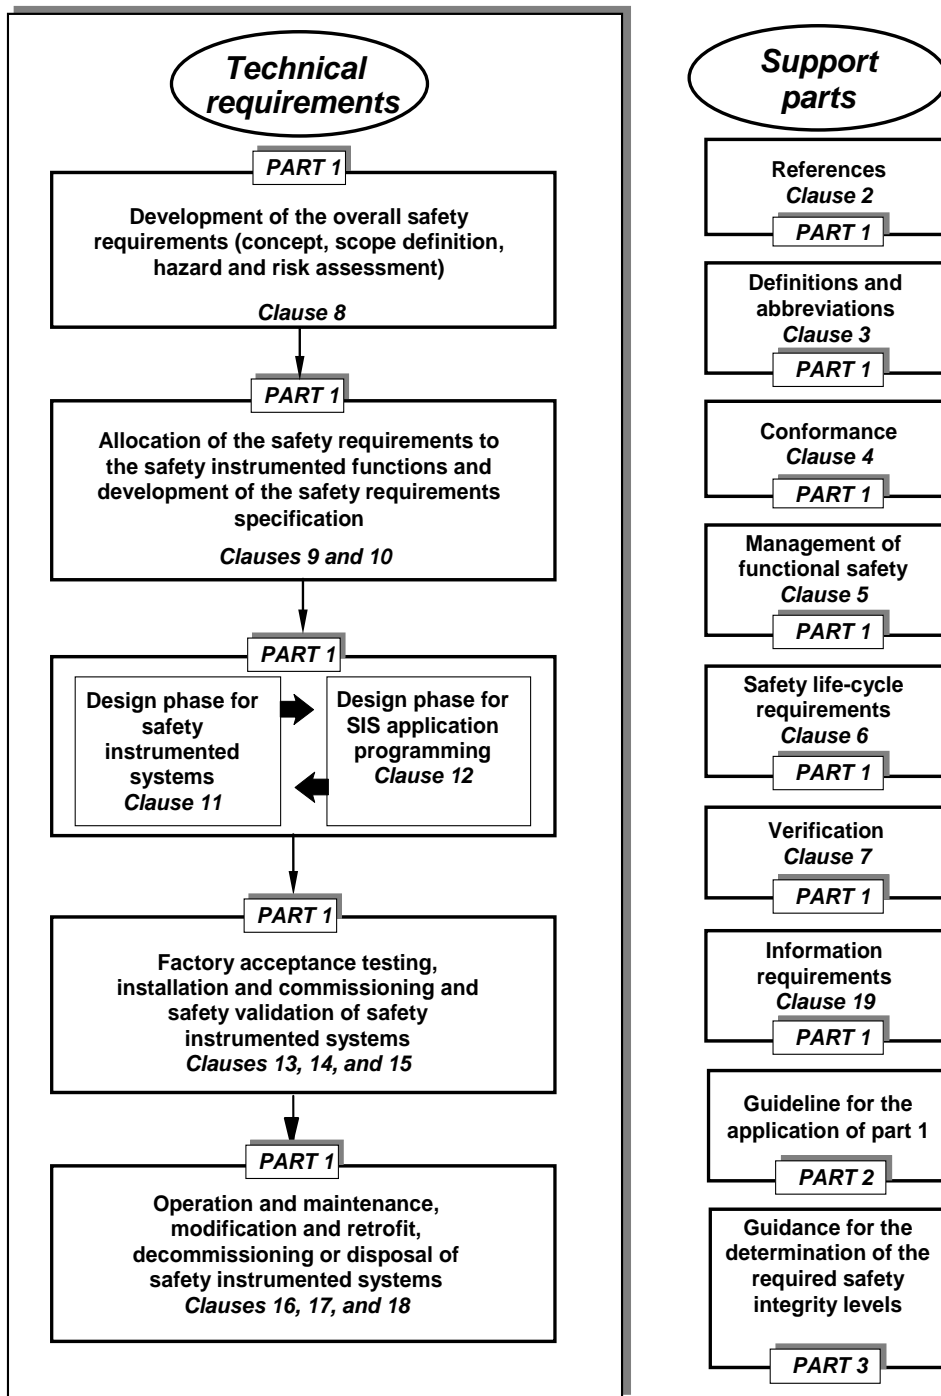 Technical
requirements
PART 1
Development of the overall safety
requirements (concept, scope definition,
hazard and risk assessment)
Clause 8
PART 1
Allocation of the safety requirements to
the safety instrumented functions and
development of the safety requirements
specification
Clauses 9 and 10
PART 1
Design phase for
safety
instrumented
systems
Clause 11
Design phase for
SIS application
programming
Clause 12
PART 1
Factory acceptance testing,
installation and commissioning and
safety validation of safety
instrumented systems
Clauses 13, 14, and 15
PART 1
Operation and maintenance,
modification and retrofit,
decommissioning or disposal of
safety instrumented systems
Clauses 16, 17, and 18
Support
parts
References
Clause 2
PART 1
Definitions and
abbreviations
Clause 3
PART 1
Conformance
Clause 4
PART 1
Management of
functional safety
Clause 5
PART 1
Safety life-cycle
requirements
Clause 6
PART 1
Verification
Clause 7
PART 1
Information
requirements
Clause 19
PART 1
Guideline for the
application of part 1
PART 2
Guidance for the
determination of the
required safety
integrity levels
PART 3